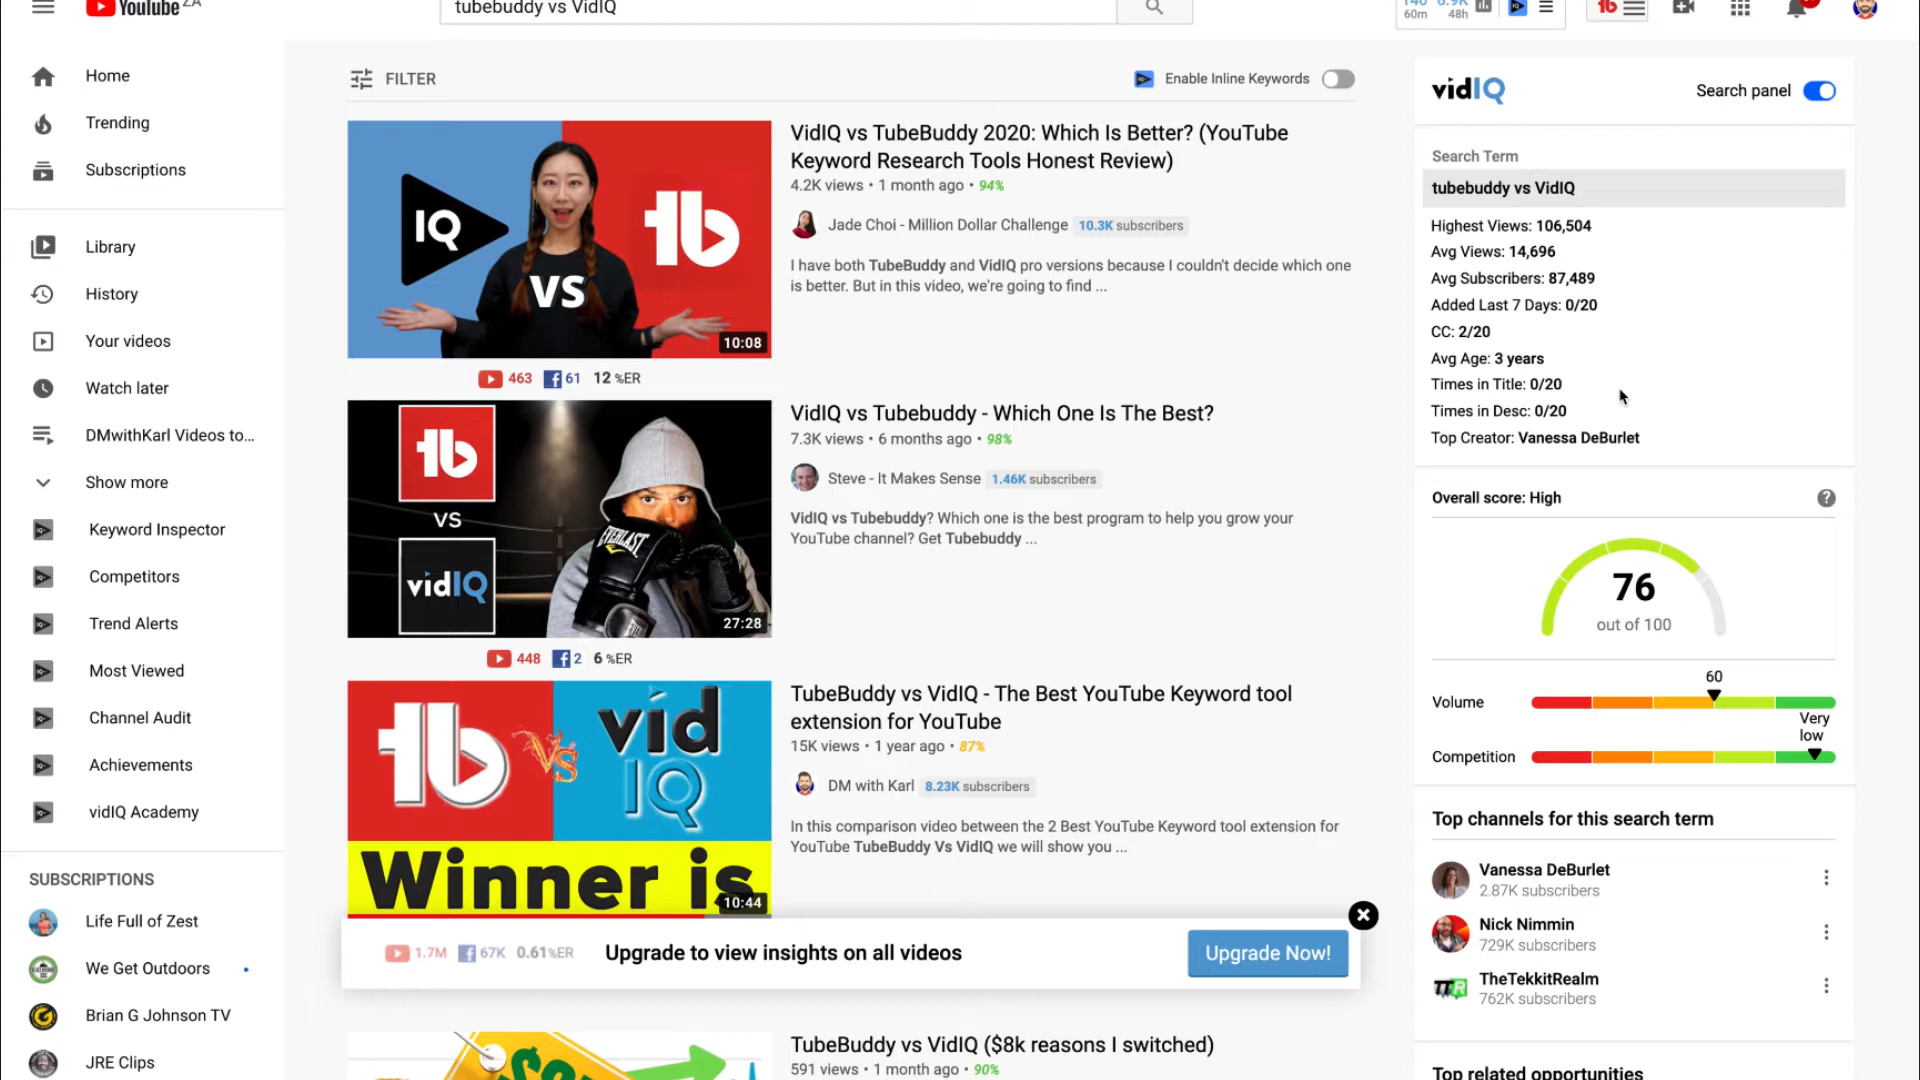 YouTube ZA
tubebuddy vs VidIQ
60m 48h
Home
Trending
Subscriptions
Library
History
Your videos
Watch later
DMwithKarl Videos to...
Show more
Keyword Inspector
Competitors
Trend Alerts
Most Viewed
Channel Audit
Achievements
vidIQ Academy
SUBSCRIPTIONS
Life Full of Zest
We Get Outdoors
Brian G Johnson TV
JRE Clips
FILTER
Enable Inline Keywords
IQ
VS
tb
10:08
463 61 12 %ER
VidIQ vs TubeBuddy 2020: Which Is Better? (YouTube
Keyword Research Tools Honest Review)
4.2K views • 1 month ago • 94%
Jade Choi - Million Dollar Challenge 10.3K subscribers
I have both TubeBuddy and VidIQ pro versions because I couldn't decide which one
is better. But in this video, we're going to find ...
tb
VS
vidIQ
EVERLAST
27:28
448 2 6 %ER
VidIQ vs Tubebuddy - Which One Is The Best?
7.3K views • 6 months ago • 98%
Steve - It Makes Sense 1.46K subscribers
VidIQ vs Tubebuddy? Which one is the best program to help you grow your
YouTube channel? Get Tubebuddy ...
tb
Vs
vid
IQ
Winner is
10:44
TubeBuddy vs VidIQ - The Best YouTube Keyword tool
extension for YouTube
15K views • 1 year ago • 87%
DM with Karl 8.23K subscribers
In this comparison video between the 2 Best YouTube Keyword tool extension for
YouTube TubeBuddy Vs VidIQ we will show you ...
1.7M 67K 0.61%ER
Upgrade to view insights on all videos
Upgrade Now!
TubeBuddy vs VidIQ ($8k reasons I switched)
591 views • 1 month ago • 90%
vidIQ
Search panel
Search Term
tubebuddy vs VidIQ
Highest Views: 106,504
Avg Views: 14,696
Avg Subscribers: 87,489
Added Last 7 Days: 0/20
CC: 2/20
Avg Age: 3 years
Times in Title: 0/20
Times in Desc: 0/20
Top Creator: Vanessa DeBurlet
Overall score: High
76
out of 100
60
Volume
Very
low
Competition
Top channels for this search term
Vanessa DeBurlet
2.87K subscribers
Nick Nimmin
729K subscribers
TheTekkitRealm
762K subscribers
Top related opportunities